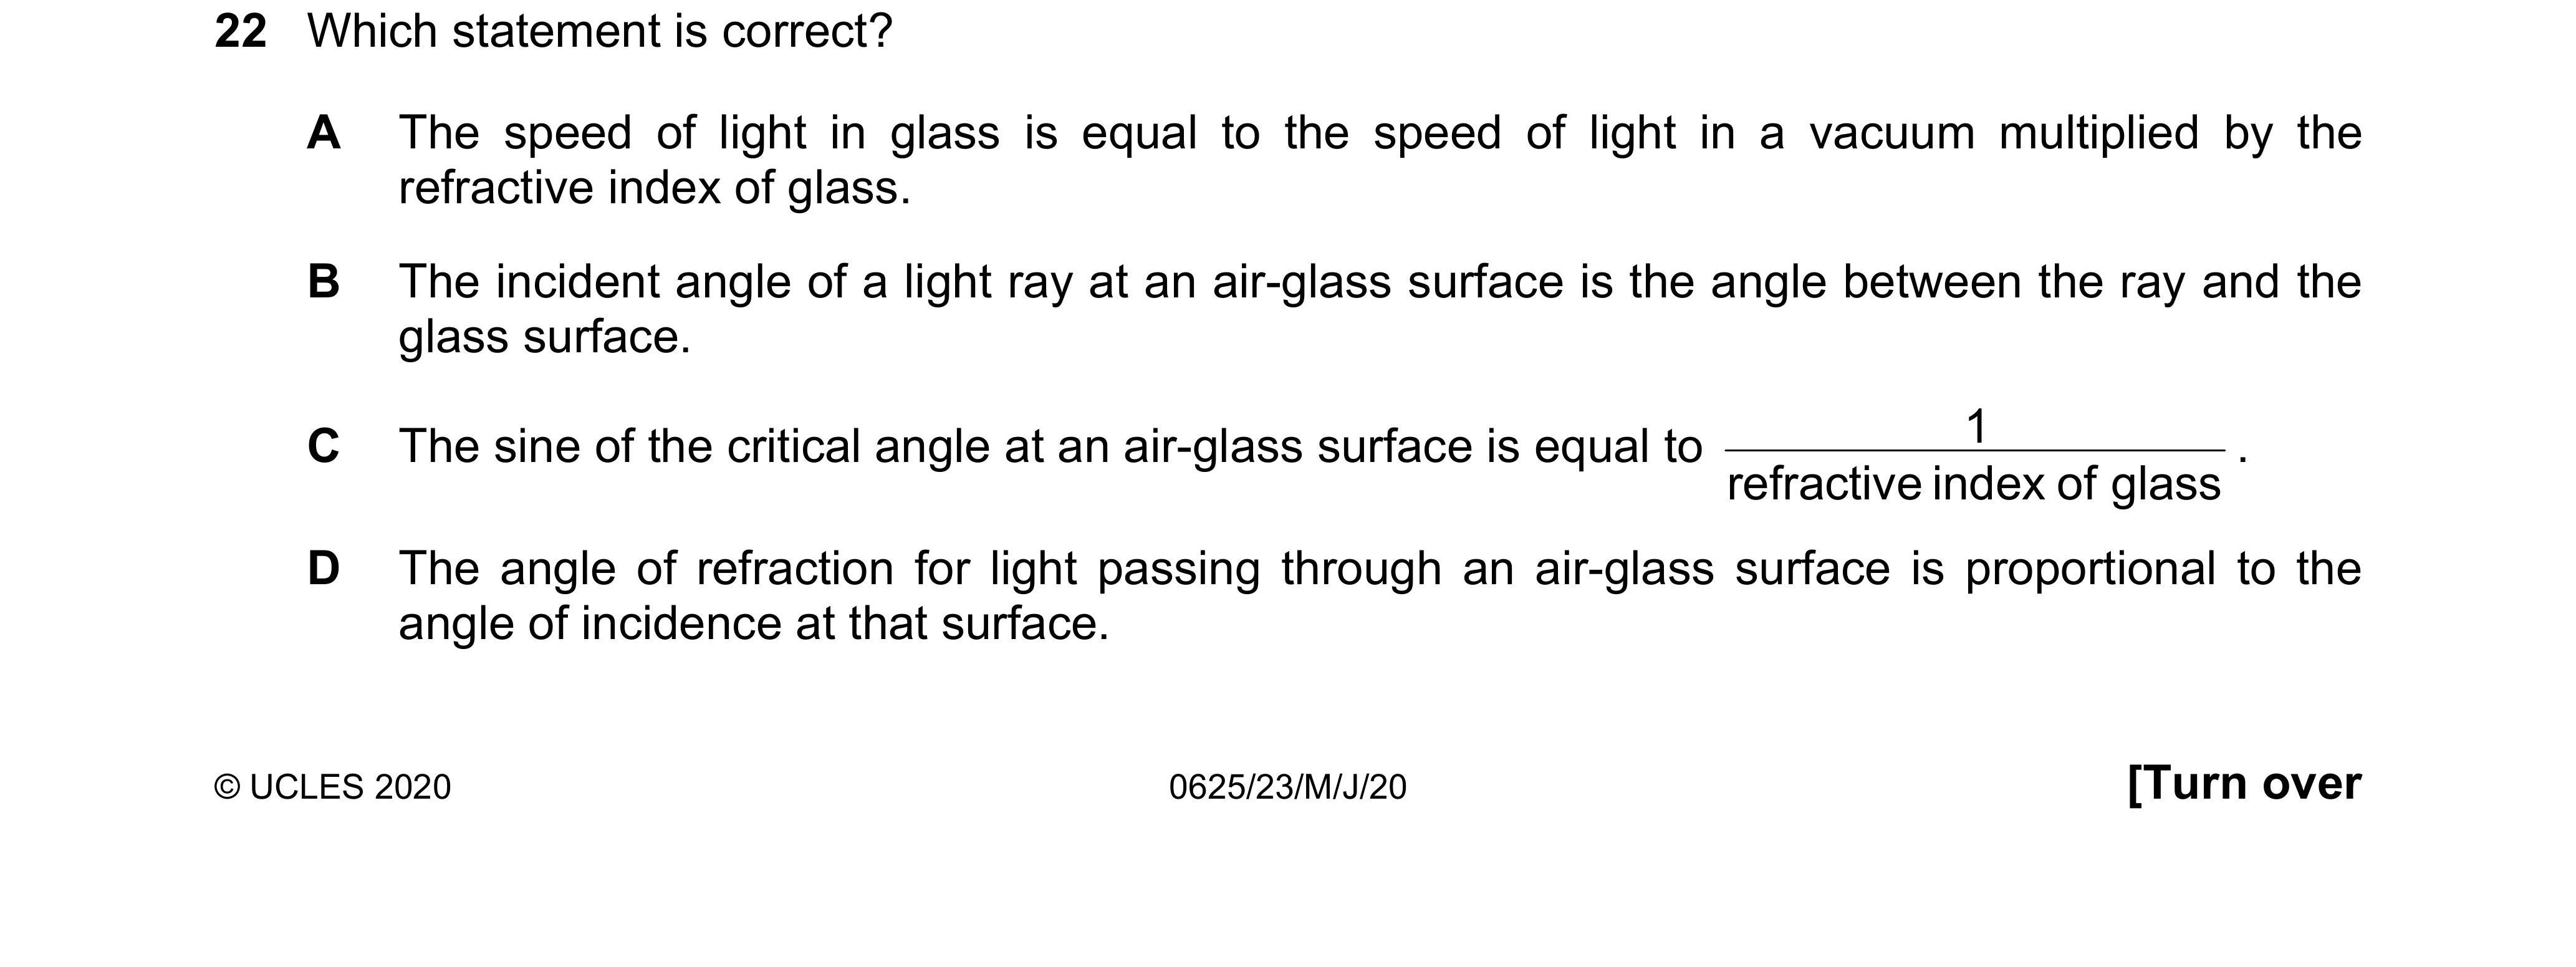 22 Which statement is correct?
A The speed of light in glass is equal to the speed of light in a vacuum multiplied by the
refractive index of glass.
B The incident angle of a light ray at an air-glass surface is the angle between the ray and the
glass surface.
C The sine of the critical angle at an air-glass surface is equal to 1 / refractive index of glass .
D The angle of refraction for light passing through an air-glass surface is proportional to the
angle of incidence at that surface.
© UCLES 2020 0625/23/M/J/20 [Turn over